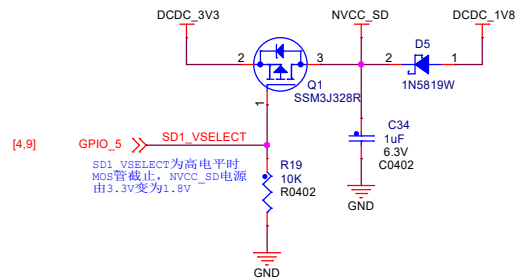 DCDC_3V3
NVCC_SD
DCDC_1V8
2
3
Q1
SSM3J328R
1
D5
2
1
1N5819W
[4,9]
GPIO_5
SD1_VSELECT
SD1_VSELECT为高电平时
MOS管截止，NVCC_SD电源
由3.3V变为1.8V
R19
10K
R0402
C34
1uF
6.3V
C0402
GND
GND